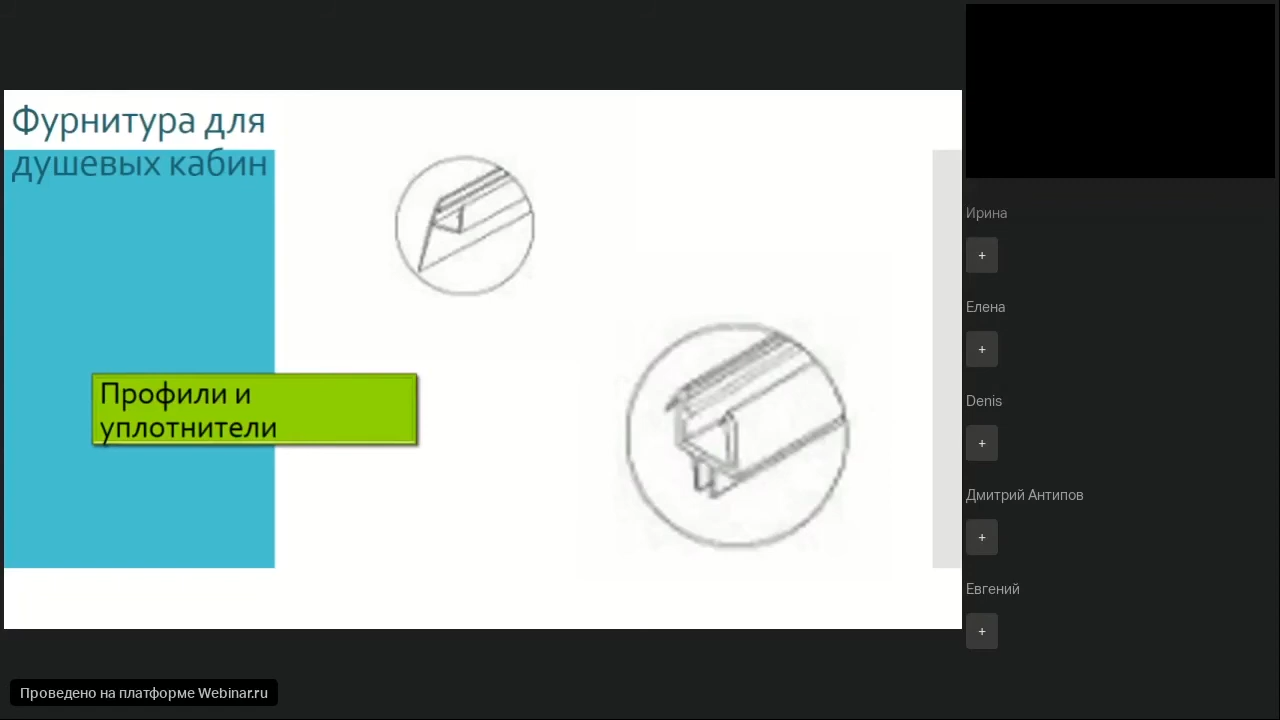 Фурнитура для
душевых кабин
Профили и
уплотнители
Ирина
+
Елена
+
Denis
+
Дмитрий Антипов
+
Евгений
+
Проведено на платформе Webinar.ru